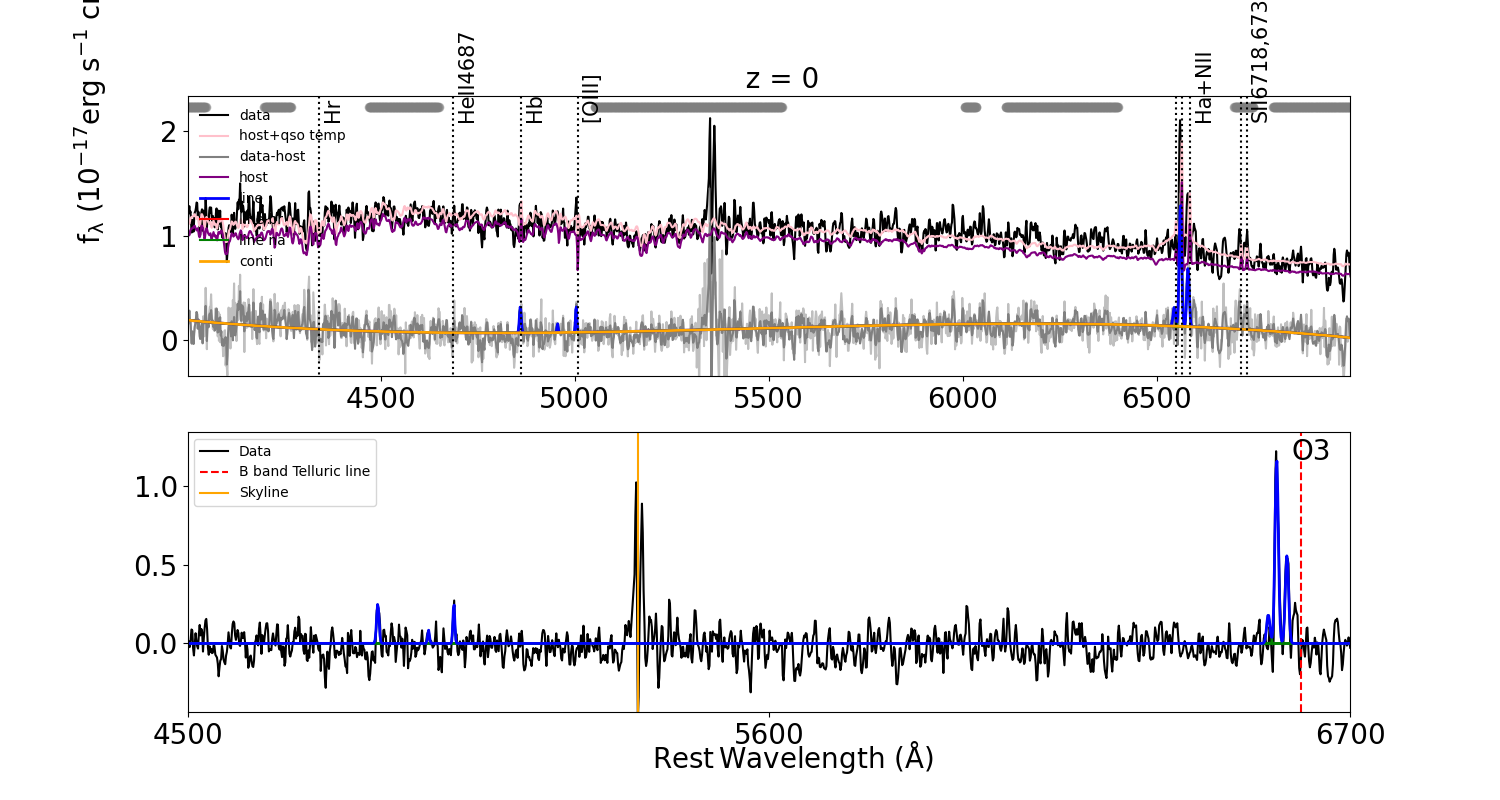 z = 0
f_λ (10^−17 erg s^−1
Hr
HeII4687
Hb
[OIII]
Ha+NII
SII6718,673
data
host+qso temp
data-host
host
line
conti
2
1
0
4500 5000 5500 6000 6500
Data
B band Telluric line
Skyline
O3
1.0
0.5
0.0
4500 5600 6700
Rest Wavelength (Å)